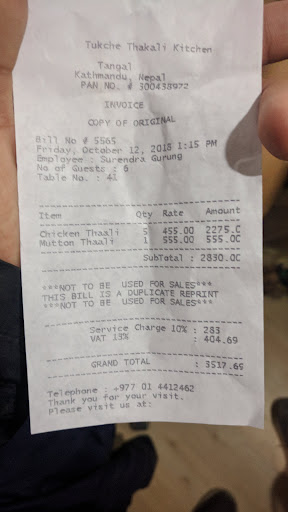 Tukche Thakali Kitchen
Tangal
Kathmandu, Nepal
PAN NO. # 300438972
INVOICE
COPY OF ORIGINAL
Bill No # 5565
Friday, October 12, 2018 1:15 PM
Employee : Surendra Gurung
No of Guests : 6
Table No. : 41
Item Qty Rate Amount
Chicken Thaali 5 455.00 2275.0
Mutton Thaali 1 555.00 555.00
SubTotal : 2830.00
***NOT TO BE USED FOR SALES***
THIS BILL IS A DUPLICATE REPRINT
***NOT TO BE USED FOR SALES***
Service Charge 10% : 283
VAT 13% : 404.69
GRAND TOTAL : 3517.69
Telephone : +977 01 4412462
Thank you for your visit.
Please visit us at: